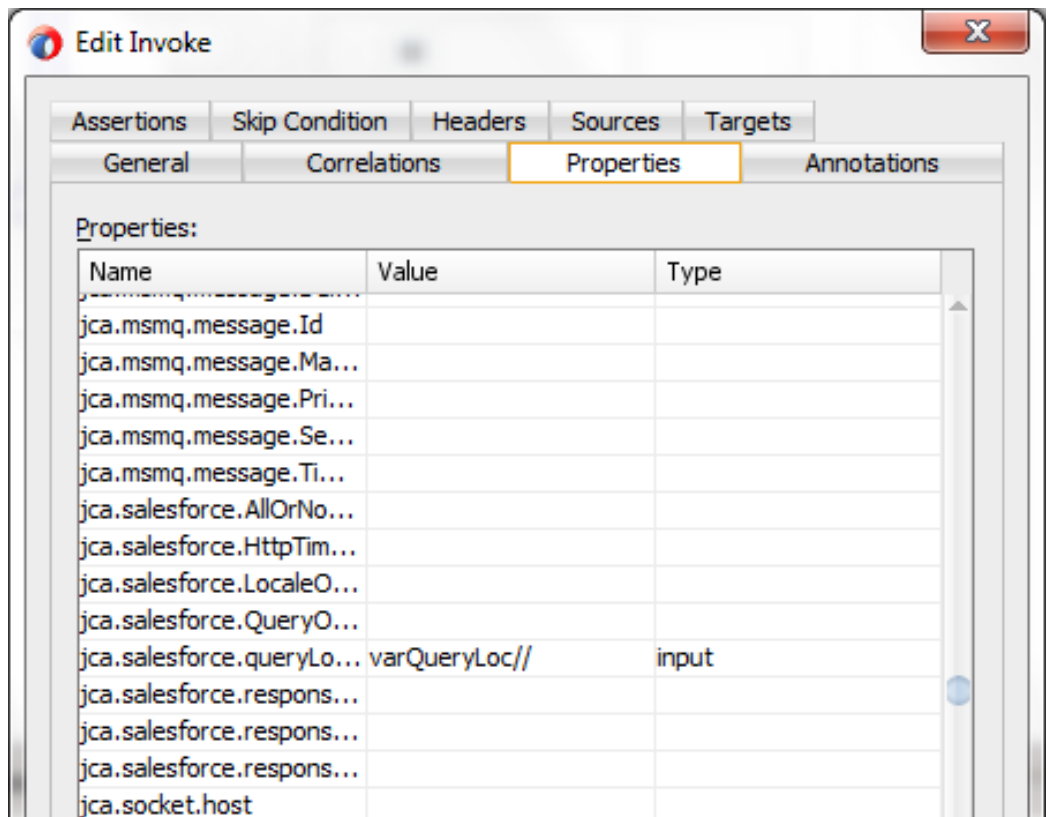 Edit Invoke
Assertions Skip Condition Headers Sources Targets
General Correlations Properties Annotations
Properties:
Name Value Type
jca.msmq.message.Id
jca.msmq.message.Ma...
jca.msmq.message.Pri...
jca.msmq.message.Se...
jca.msmq.message.Ti...
jca.salesforce.AllOrNo...
jca.salesforce.HttpTim...
jca.salesforce.LocaleO...
jca.salesforce.QueryO...
jca.salesforce.queryLo... varQueryLoc// input
jca.salesforce.respons...
jca.salesforce.respons...
jca.salesforce.respons...
jca.socket.host